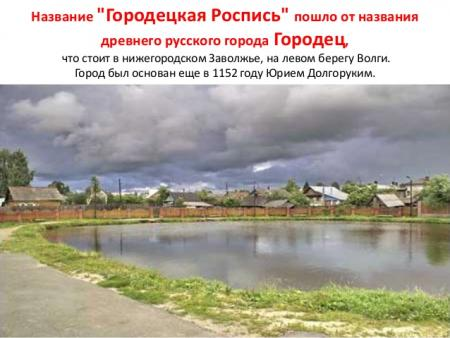 Название "Городецкая Роспись" пошло от названия
древнего русского города Городец,
что стоит в нижегородском Заволжье, на левом берегу Волги.
Город был основан еще в 1152 году Юрием Долгоруким.